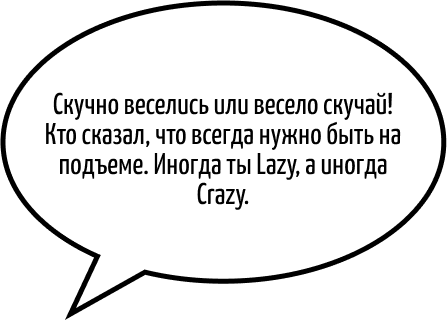 Скучно веселись или весело скучай!
Кто сказал, что всегда нужно быть на
подъеме. Иногда ты Lazy, а иногда
Crazy.